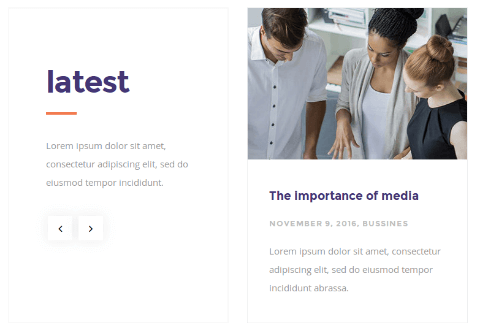 latest
Lorem ipsum dolor sit amet,
consectetur adipiscing elit, sed do
eiusmod tempor incididunt.
The importance of media
NOVEMBER 9, 2016, BUSSINES
Lorem ipsum dolor sit amet, consectetur
adipiscing elit, sed do eiusmod tempor
incididunt abrassa.